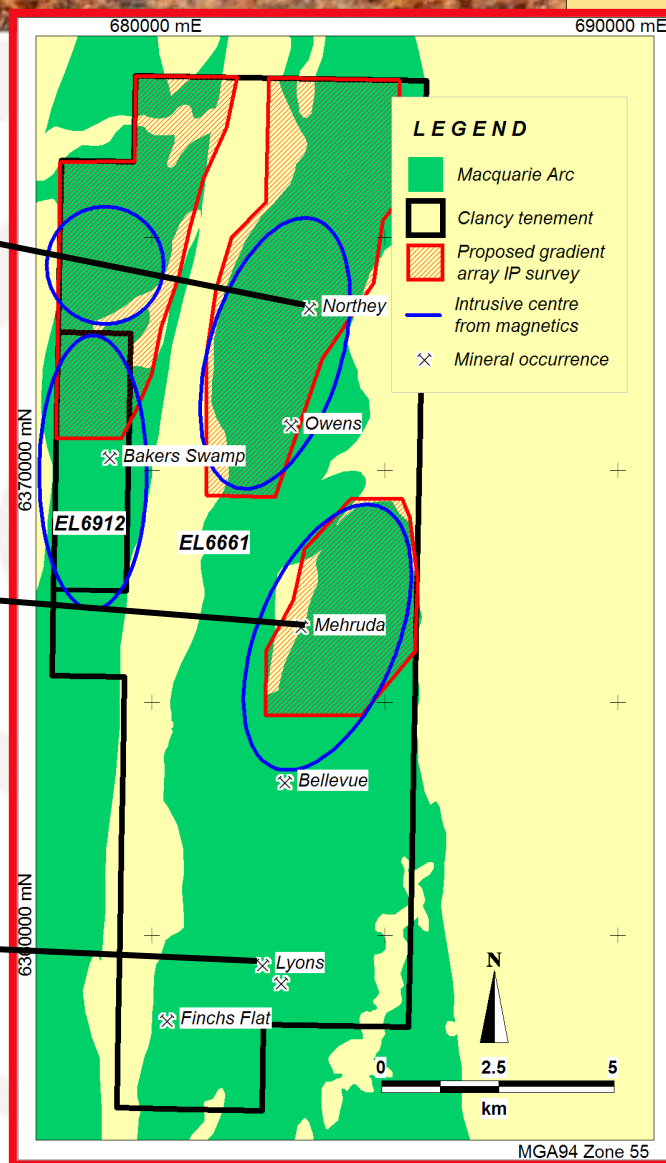 680000 mE
690000 mE
LEGEND
Macquarie Arc
Clancy tenement
Proposed gradient
array IP survey
Intrusive centre
from magnetics
Mineral occurrence
Northey
Owens
6370000 mN
Bakers Swamp
EL6912
EL6661
Mehruda
Bellevue
6360000 mN
Lyons
Finchs Flat
N
0 2.5 5
km
MGA94 Zone 55